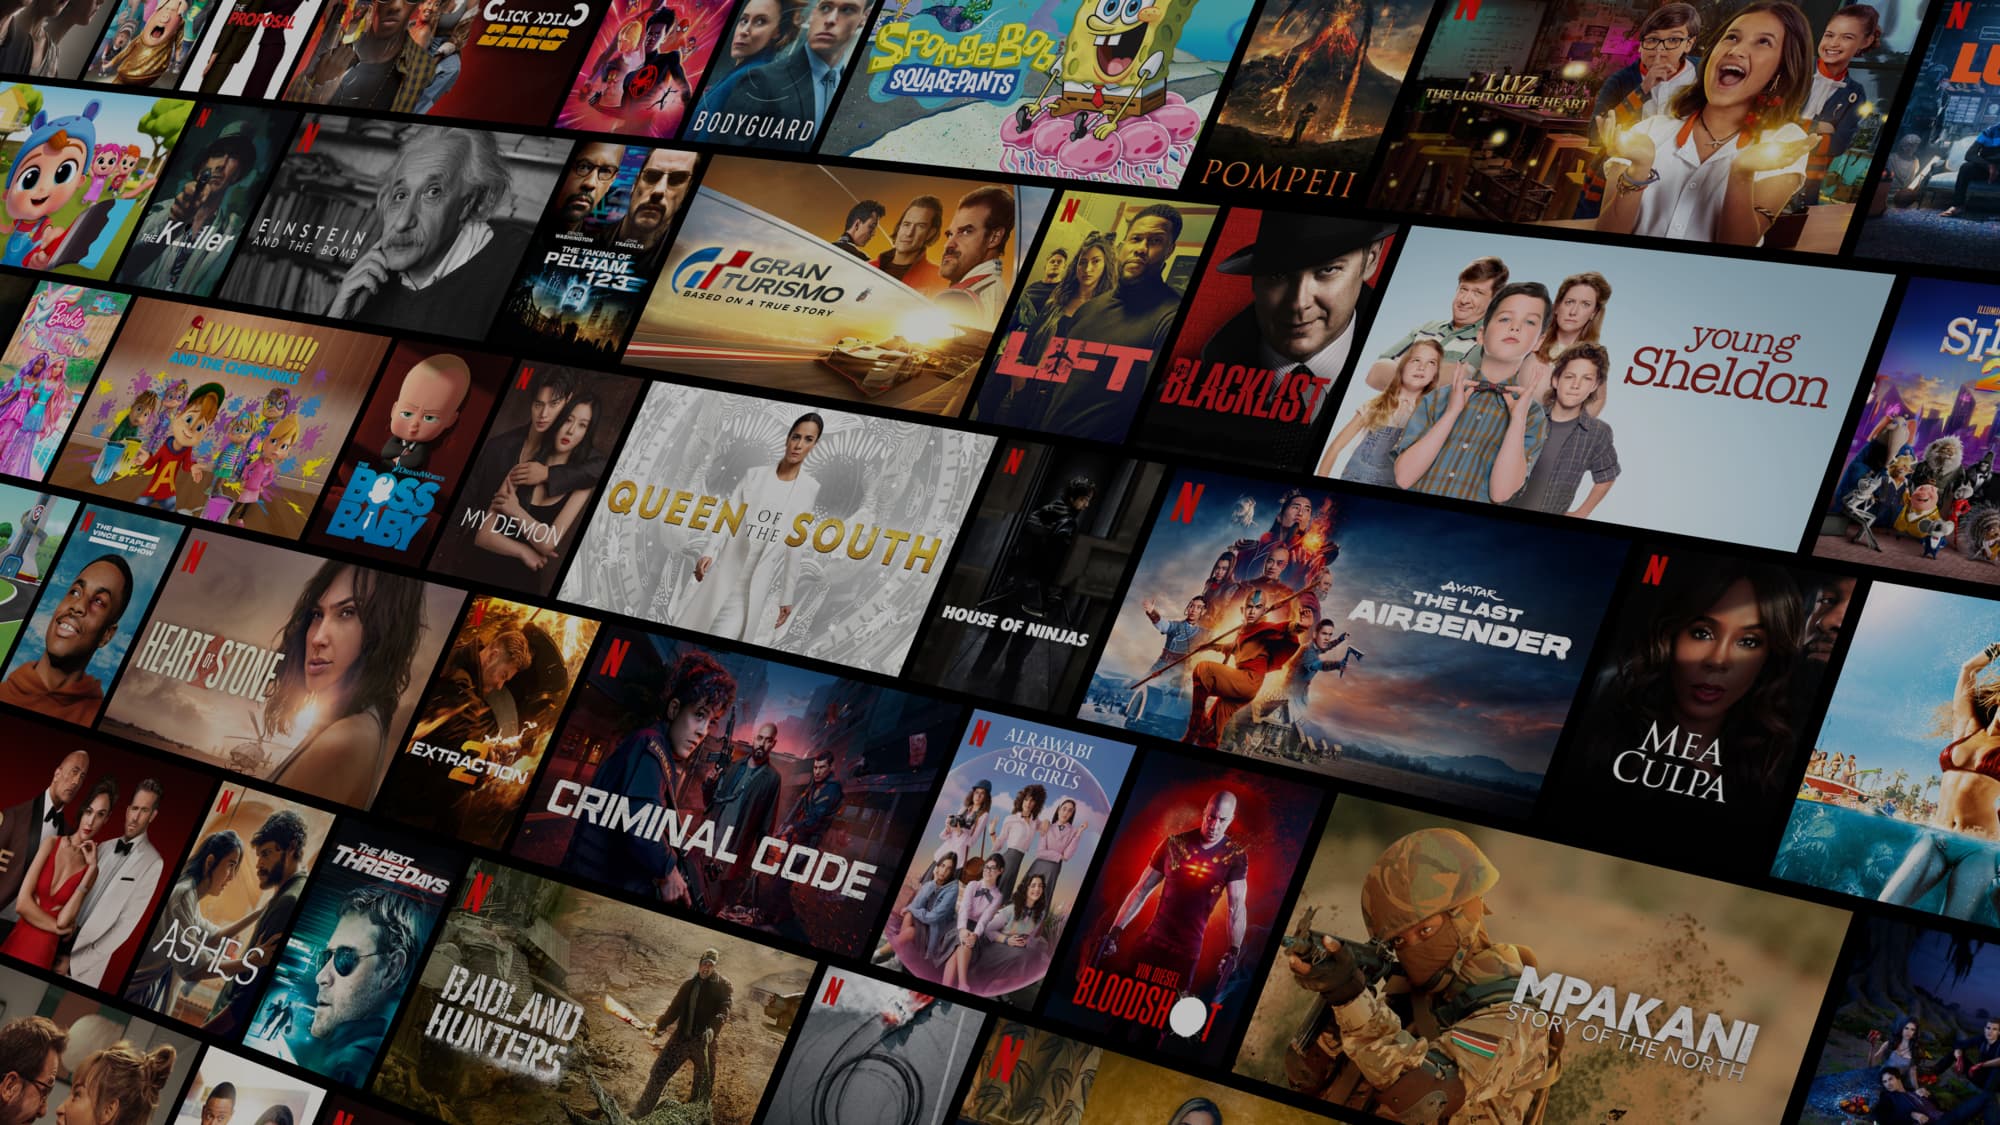 THE
PROPOSAL
CLICK CLICK
BANG
BODYGUARD
SPONGEBOB
SQUAREPANTS
POMPEII
N
LUZ
THE LIGHT OF THE HEART
N
LU
N
THE KILLER
N
EINSTEIN
AND THE BOMB
DENZEL
WASHINGTON
JOHN
TRAVOLTA
THE TAKING OF
PELHAM
123
GRAN
TURISMO
BASED ON A TRUE STORY
N
LIFT
THE
BLACKLIST
young
Sheldon
Barbie
ALVINNN!!!
AND THE CHIPMUNKS
A
DREAMWORKS
THE
BOSS
BABY
N
MY DEMON
QUEEN OF THE SOUTH
N
HOUSE OF NINJAS
N
AVATAR
THE LAST
AIRBENDER
N
MEA
CULPA
N
THE
VINCE STAPLES
SHOW
N
HEART OF STONE
N
EXTRACTION
2
N
CRIMINAL CODE
N
ALRAWABI
SCHOOL
FOR GIRLS
VIN DIESEL
BLOODSHOT
MPAKANI
STORY OF THE NORTH
N
ASHES
THE NEXT
THREE DAYS
N
BADLAND
HUNTERS
N
N
N